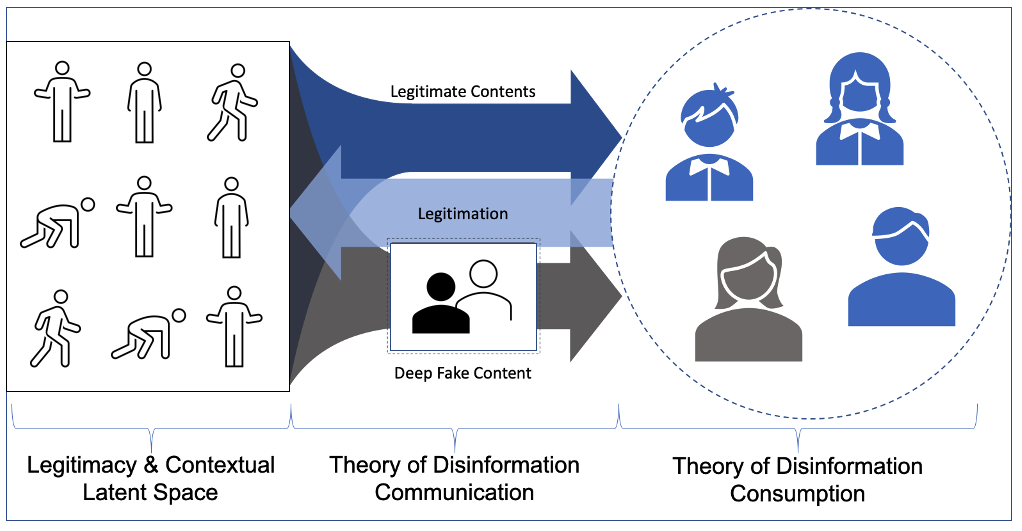 Legitimate Contents
Legitimation
Deep Fake Content
Legitimacy & Contextual
Latent Space
Theory of Disinformation
Communication
Theory of Disinformation
Consumption